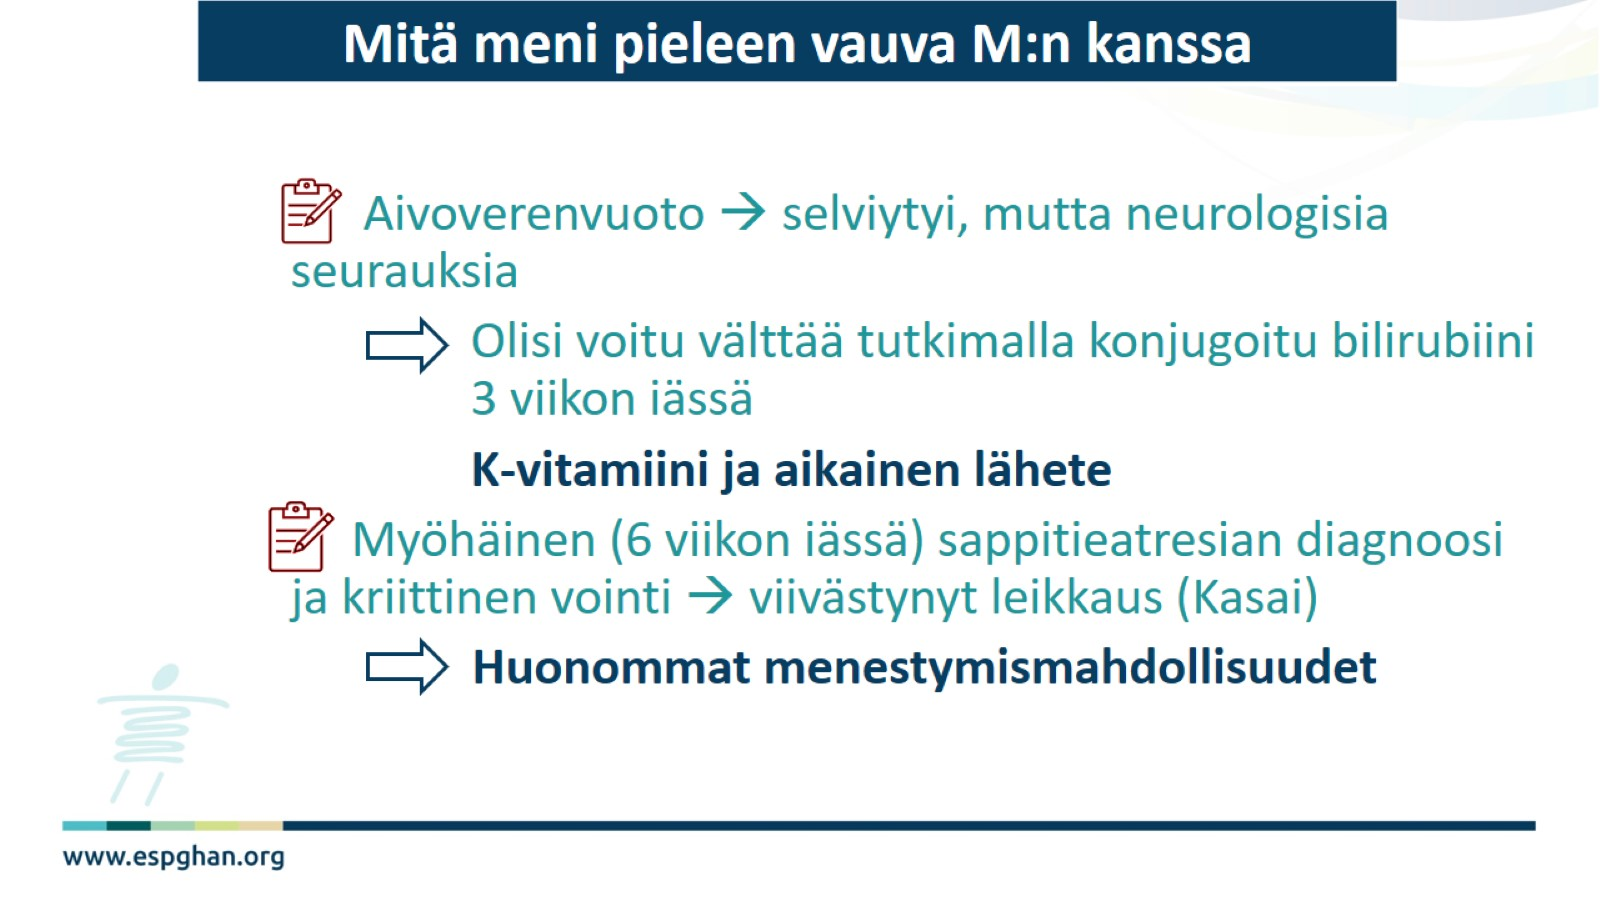 Mitä meni pieleen vauva M:n kanssa
Aivoverenvuoto → selviytyi, mutta neurologisia
seurauksia
Olisi voitu välttää tutkimalla konjugoitu bilirubiini
3 viikon iässä
K-vitamiini ja aikainen lähete
Myöhäinen (6 viikon iässä) sappitieatresian diagnoosi
ja kriittinen vointi → viivästynyt leikkaus (Kasai)
Huonommat menestymismahdollisuudet
www.espghan.org